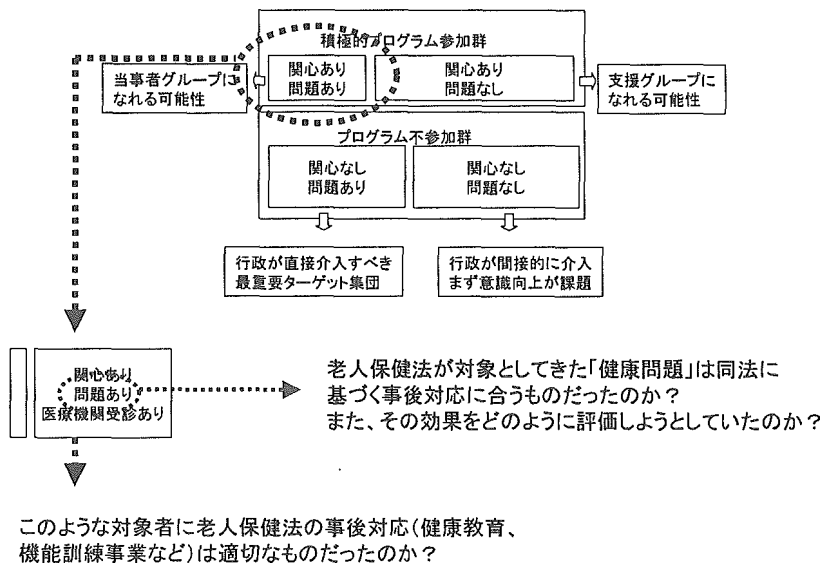 積極的プログラム参加群
関心あり
問題あり
関心あり
問題なし
当事者グループに
なれる可能性
支援グループに
なれる可能性
プログラム不参加群
関心なし
問題あり
関心なし
問題なし
行政が直接介入すべき
最重要ターゲット集団
行政が間接的に介入
まず意識向上が課題
関心あり
問題あり
医療機関受診あり
老人保健法が対象としてきた「健康問題」は同法に
基づく事後対応に合うものだったのか?
また、その効果をどのように評価しようとしていたのか?
このような対象者に老人保健法の事後対応(健康教育、
機能訓練事業など)は適切なものだったのか?